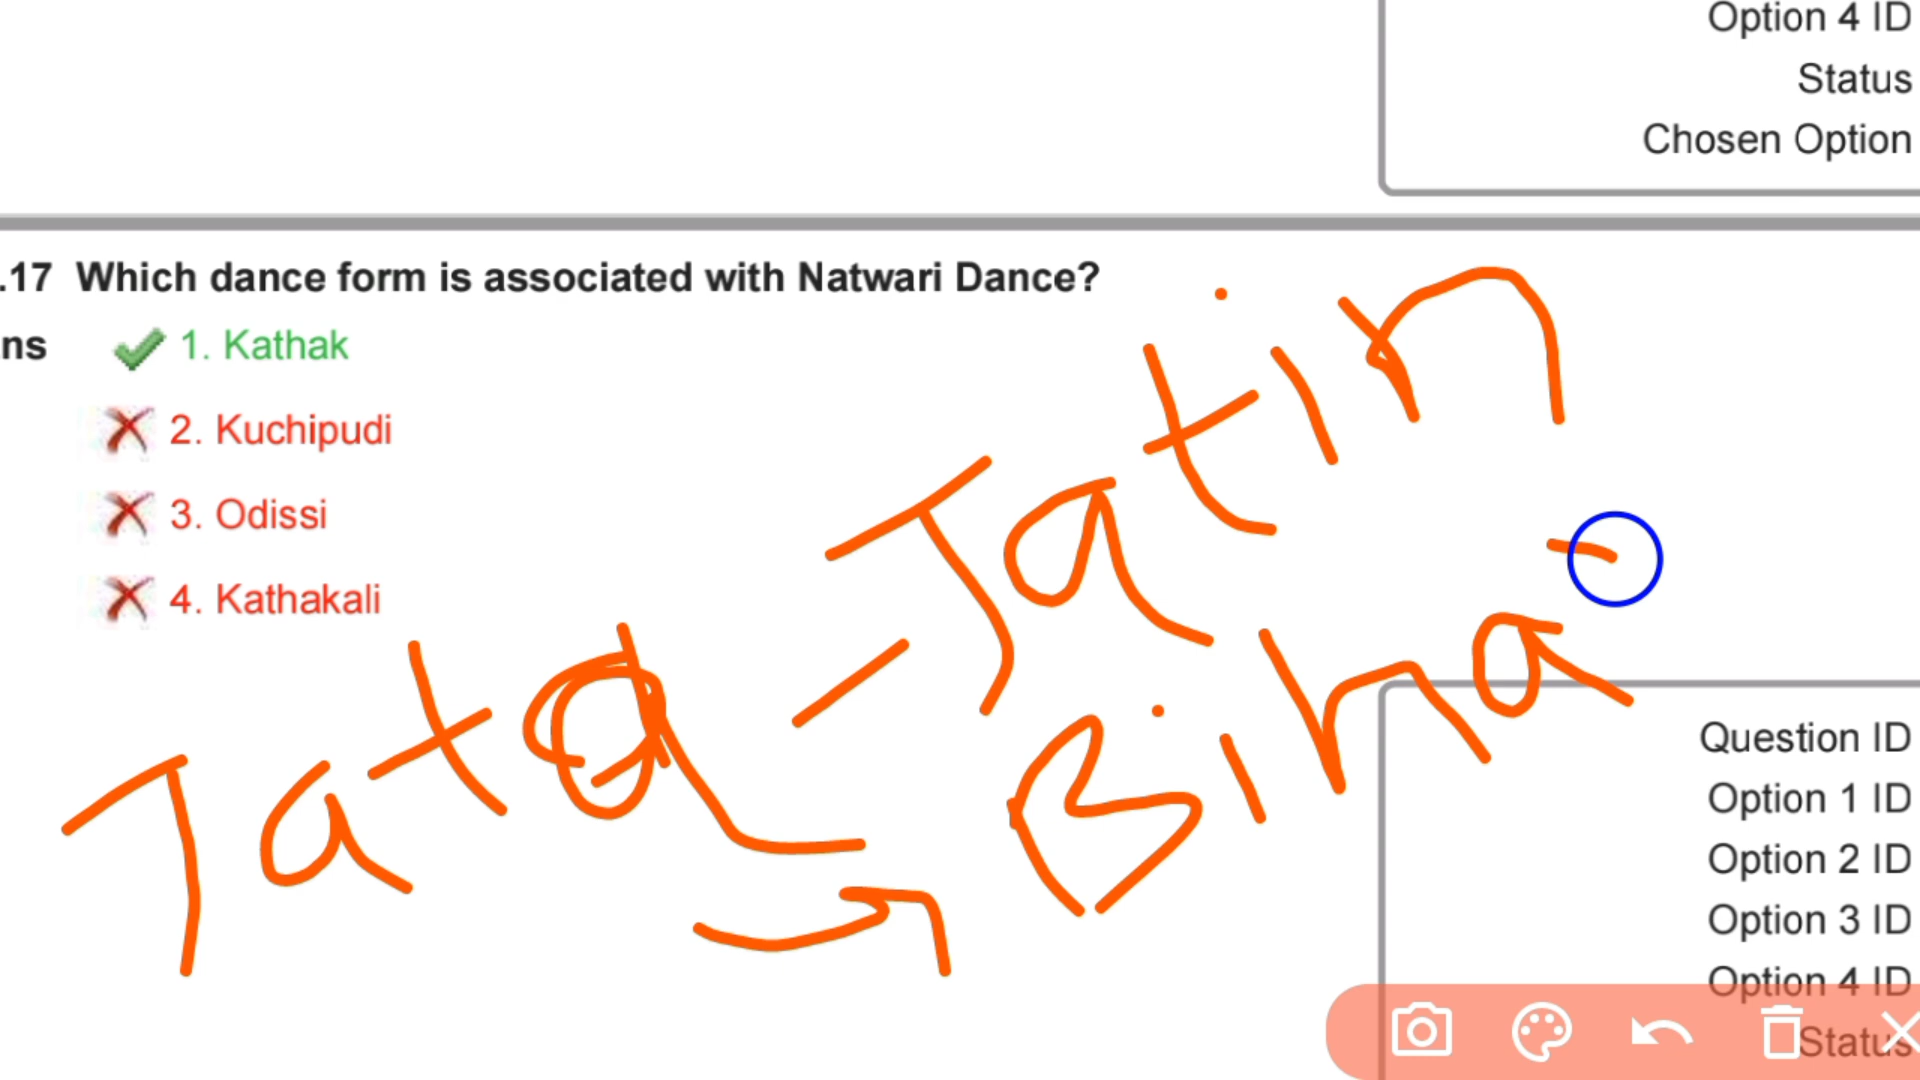 Option 4 ID
Status
Chosen Option
.17 Which dance form is associated with Natwari Dance?
ns 1. Kathak
2. Kuchipudi
3. Odissi
4. Kathakali
Jata - Jatin
Biha
Question ID
Option 1 ID
Option 2 ID
Option 3 ID
Option 4 ID
Status